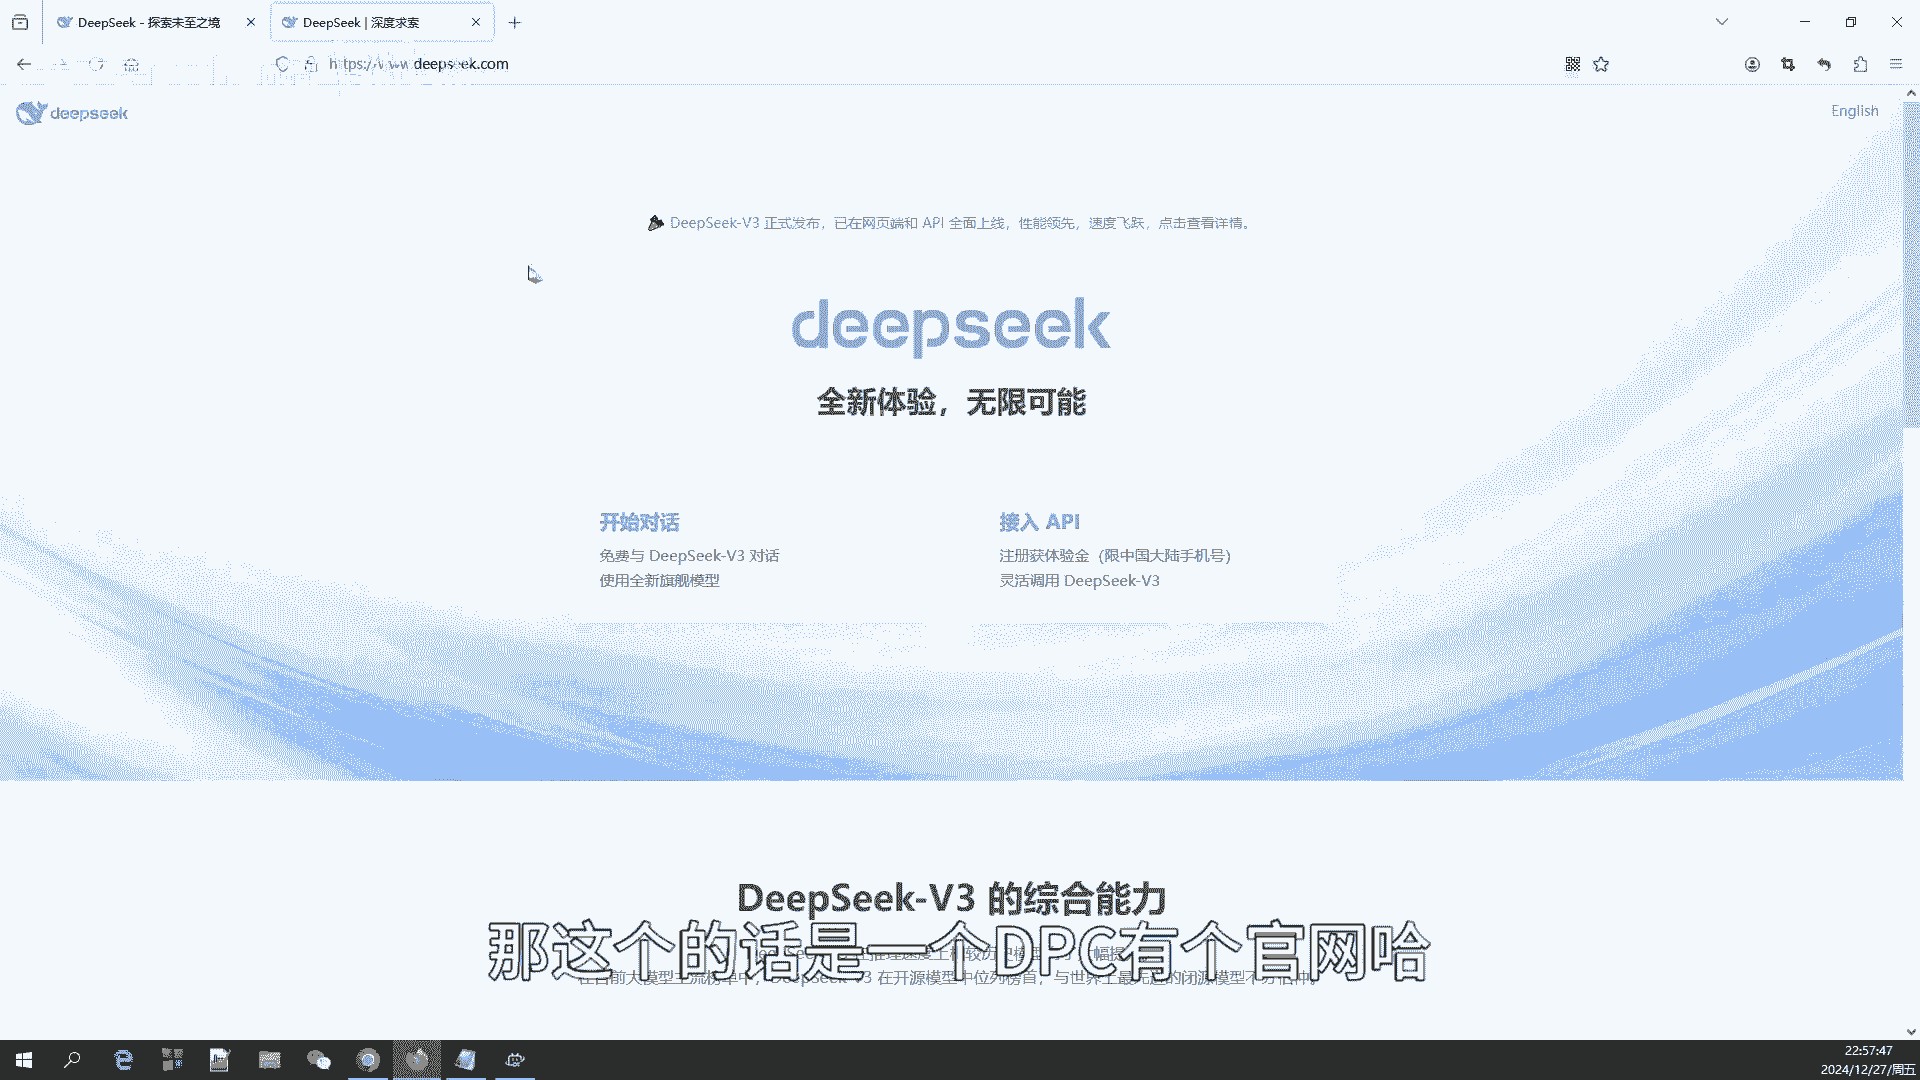 DeepSeek - 探索未至之境
DeepSeek | 深度求索
https://www.deepseek.com
deepseek
English
DeepSeek-V3 正式发布，已在网页端和 API 全面上线，性能领先，速度飞跃，点击查看详情。
deepseek
全新体验，无限可能
开始对话
免费与 DeepSeek-V3 对话
使用全新旗舰模型
接入 API
注册获体验金（限中国大陆手机号）
灵活调用 DeepSeek-V3
DeepSeek-V3 的综合能力
那这个的话是一个DPC有个官网哈
在目前大模型主流榜单中，DeepSeek-V3 在开源模型中位列榜首，与世界上最先进的闭源模型不分伯仲。
22:57:47
2024/12/27/周五